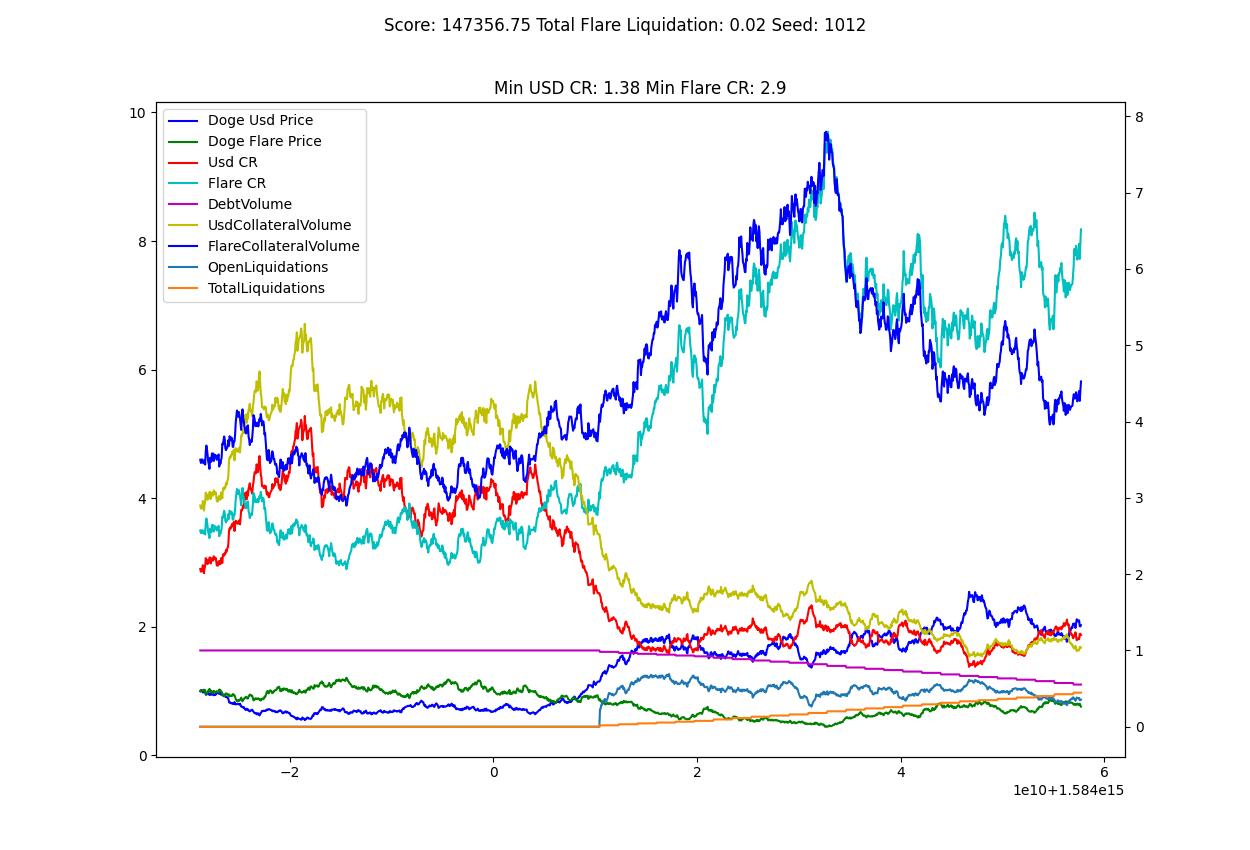 Score: 147356.75 Total Flare Liquidation: 0.02 Seed: 1012
Min USD CR: 1.38 Min Flare CR: 2.9
Doge Usd Price
Doge Flare Price
Usd CR
Flare CR
DebtVolume
UsdCollateralVolume
FlareCollateralVolume
OpenLiquidations
TotalLiquidations
10
8
6
4
2
0
8
7
6
5
4
3
2
1
0
−2 0 2 4 6
1e10+1.584e15